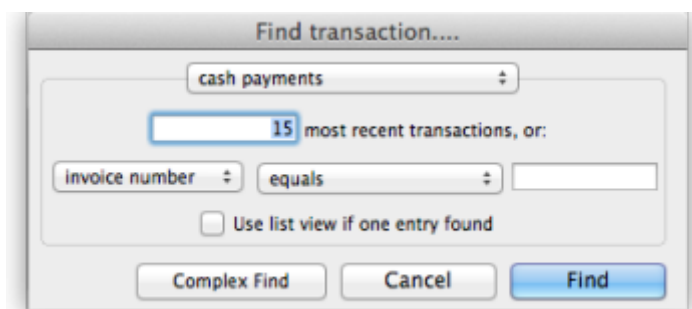 Find transaction....
cash payments
15 most recent transactions, or:
invoice number equals
Use list view if one entry found
Complex Find Cancel Find